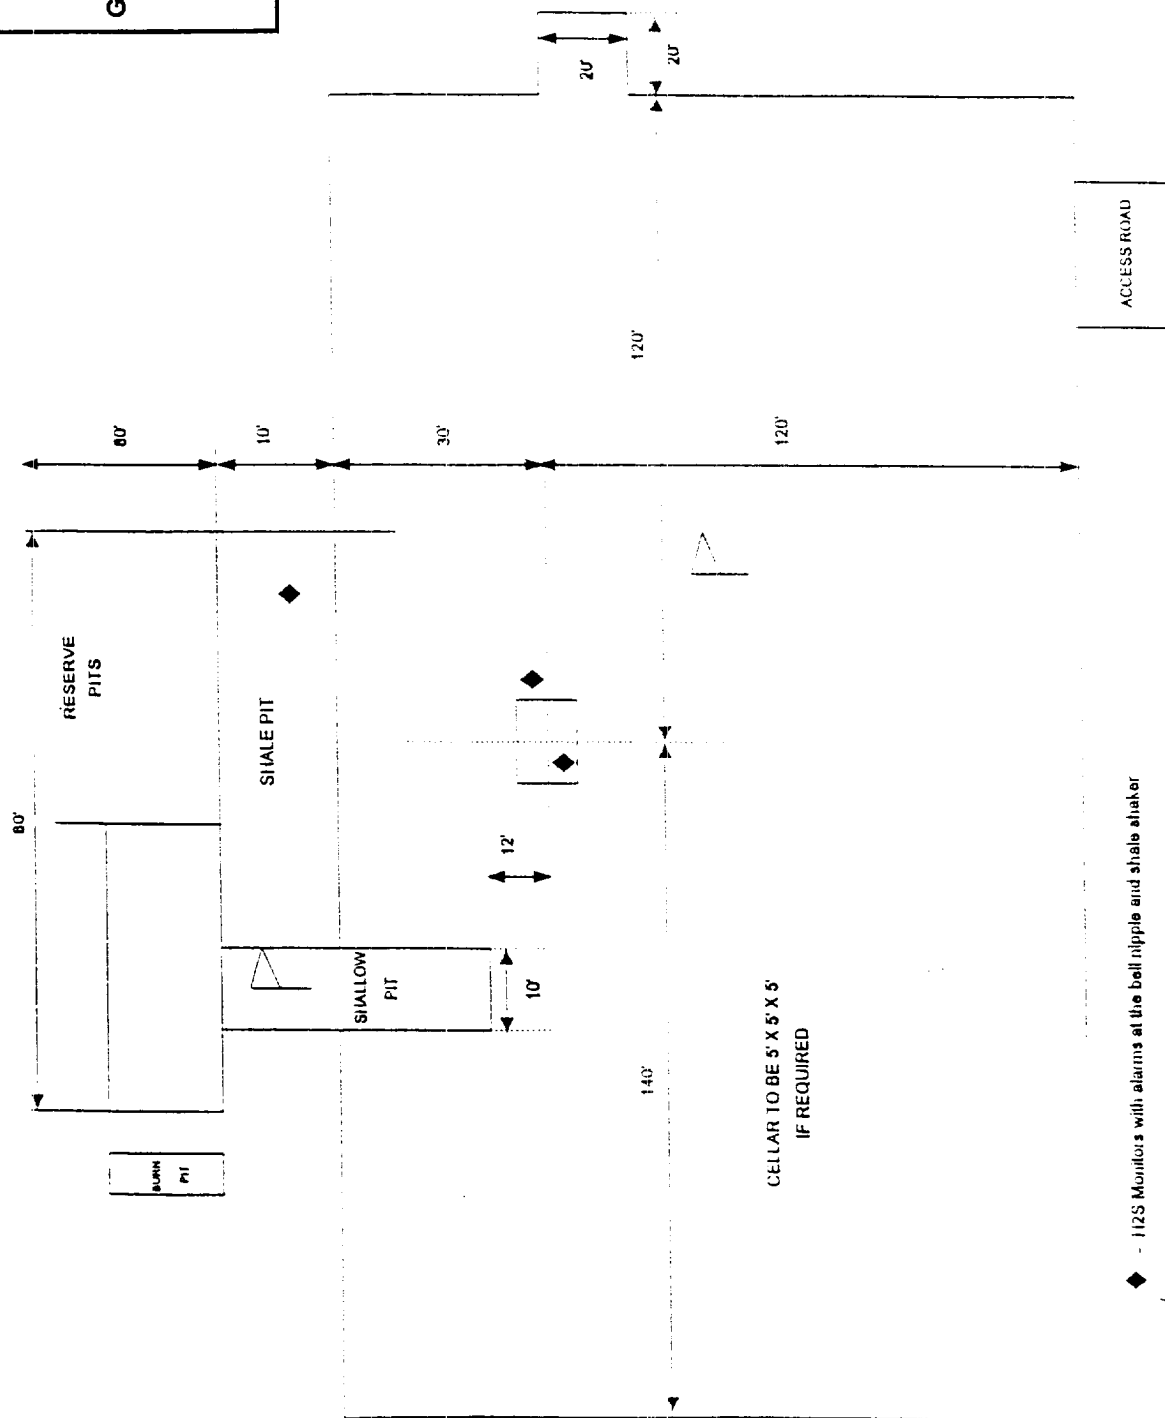 G
20'
20'
120'
ACCESS ROAD
80'
10'
30'
120'
RESERVE
PITS
SHALE PIT
80'
12'
SHALLOW
PIT
10'
140'
BURN
PIT
CELLAR TO BE 5' X 5' X 5'
IF REQUIRED
◆ - H2S Monitors with alarms at the bell nipple and shale shaker